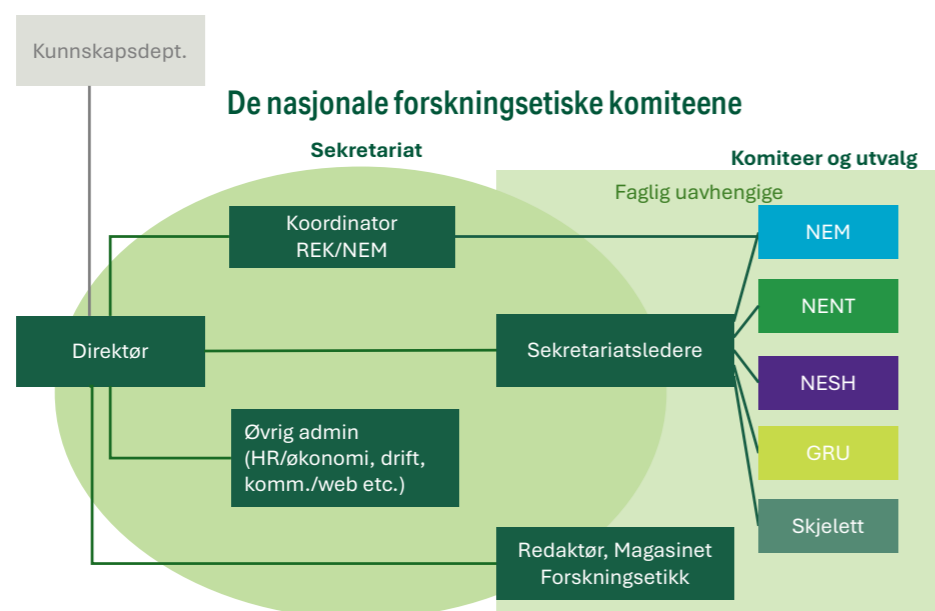 Kunnskapsdept.
De nasjonale forskningsetiske komiteene
Sekretariat
Komiteer og utvalg
Faglig uavhengige
Koordinator
REK/NEM
NEM
NENT
Direktør
Sekretariatsledere
NESH
Øvrig admin
(HR/økonomi, drift,
komm./web etc.)
GRU
Skjelett
Redaktør, Magasinet
Forskningsetikk